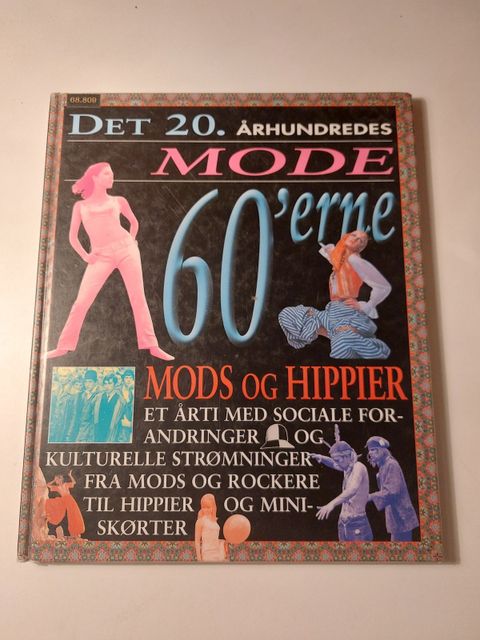 68.809
DET 20. ÅRHUNDREDES
MODE
60'erne
MODS OG HIPPIER
ET ÅRTI MED SOCIALE FOR-
ANDRINGER OG
KULTURELLE STRØMNINGER
FRA MODS OG ROCKERE
TIL HIPPIER OG MINI-
SKØRTER